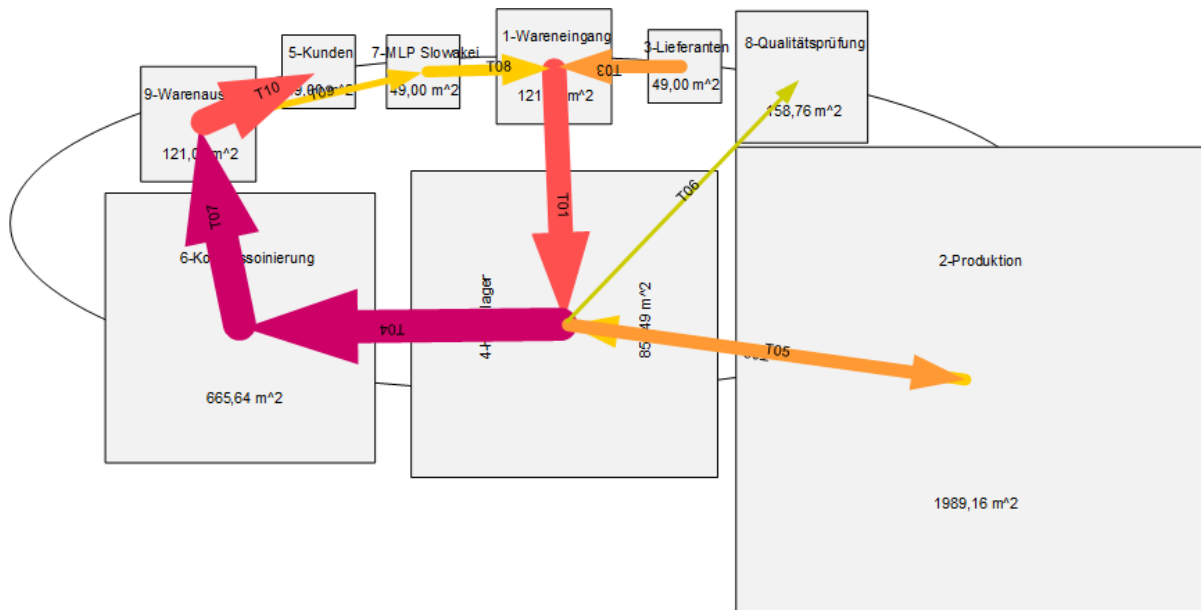 1-Wareneingang
5-Kunden
7-MLP Slowakei
3-Lieferanten
8-Qualitätsprüfung
T08
T03
T10
T09
49,00 m^2
49,00 m^2
9-Warenaus
121,0 m^2
158,76 m^2
T06
T01
T07
6-Ko ssoinierung
2-Produktion
T04
T05
665,64 m^2
1989,16 m^2